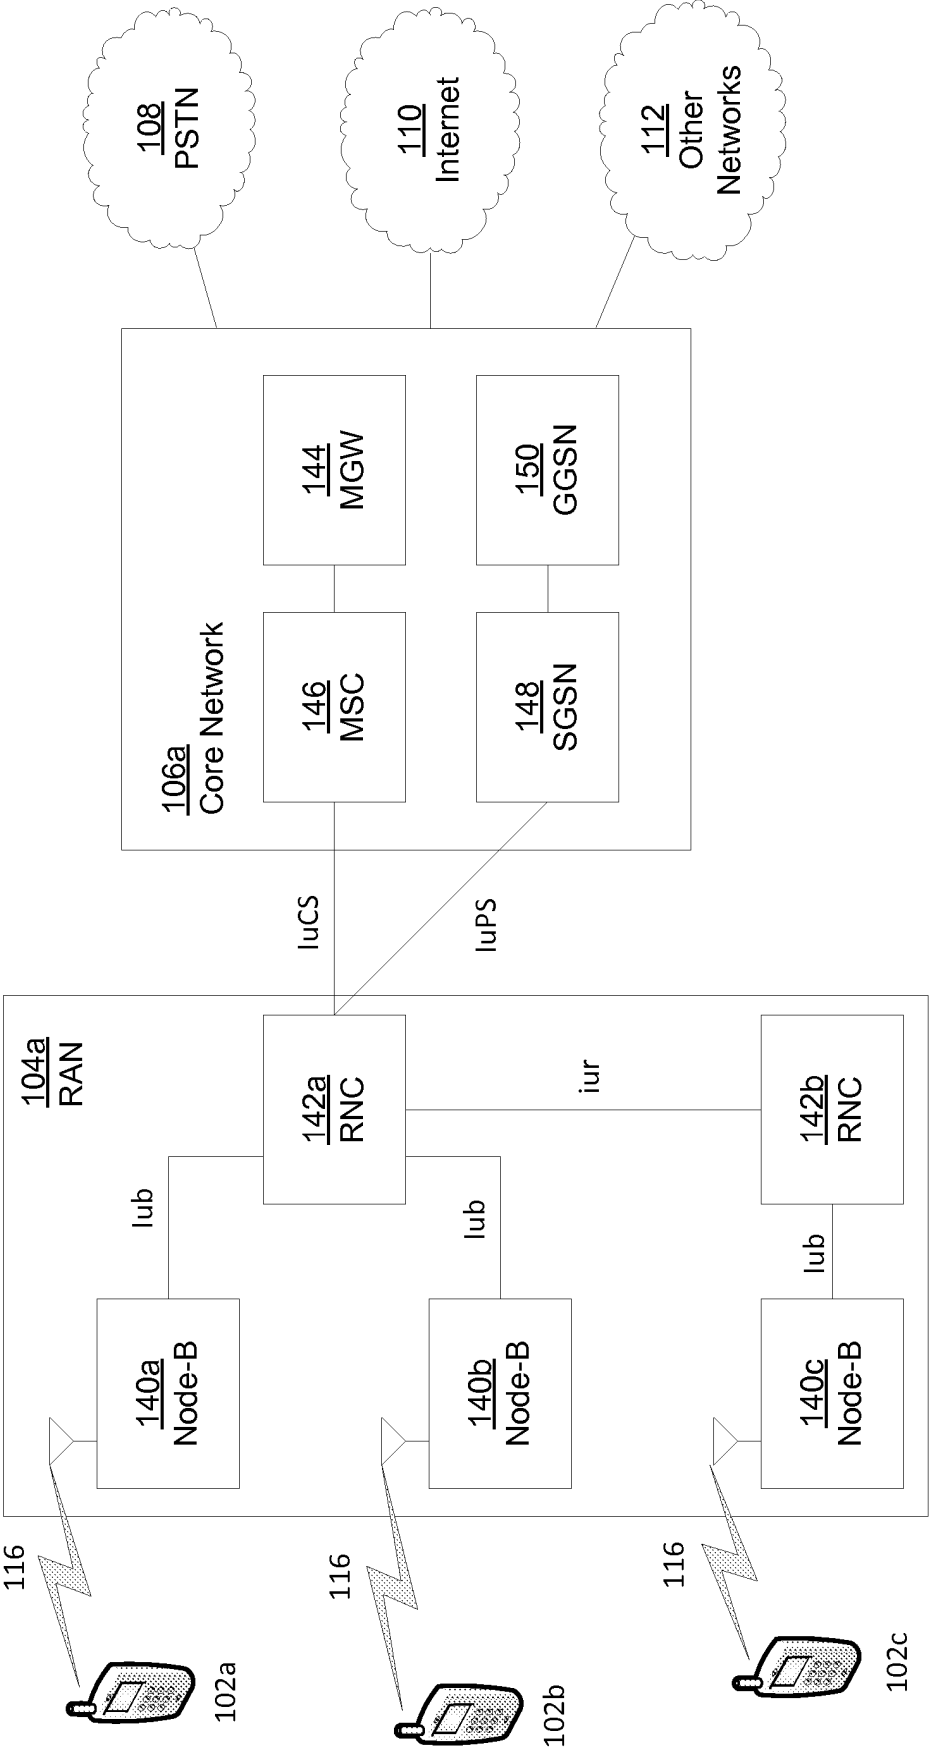 116
102a
116
102b
116
102c
104a
RAN
140a
Node-B
140b
Node-B
140c
Node-B
Iub
Iub
Iub
142a
RNC
iur
142b
RNC
IuCS
IuPS
106a
Core Network
146
MSC
144
MGW
148
SGSN
150
GGSN
108
PSTN
110
Internet
112
Other
Networks